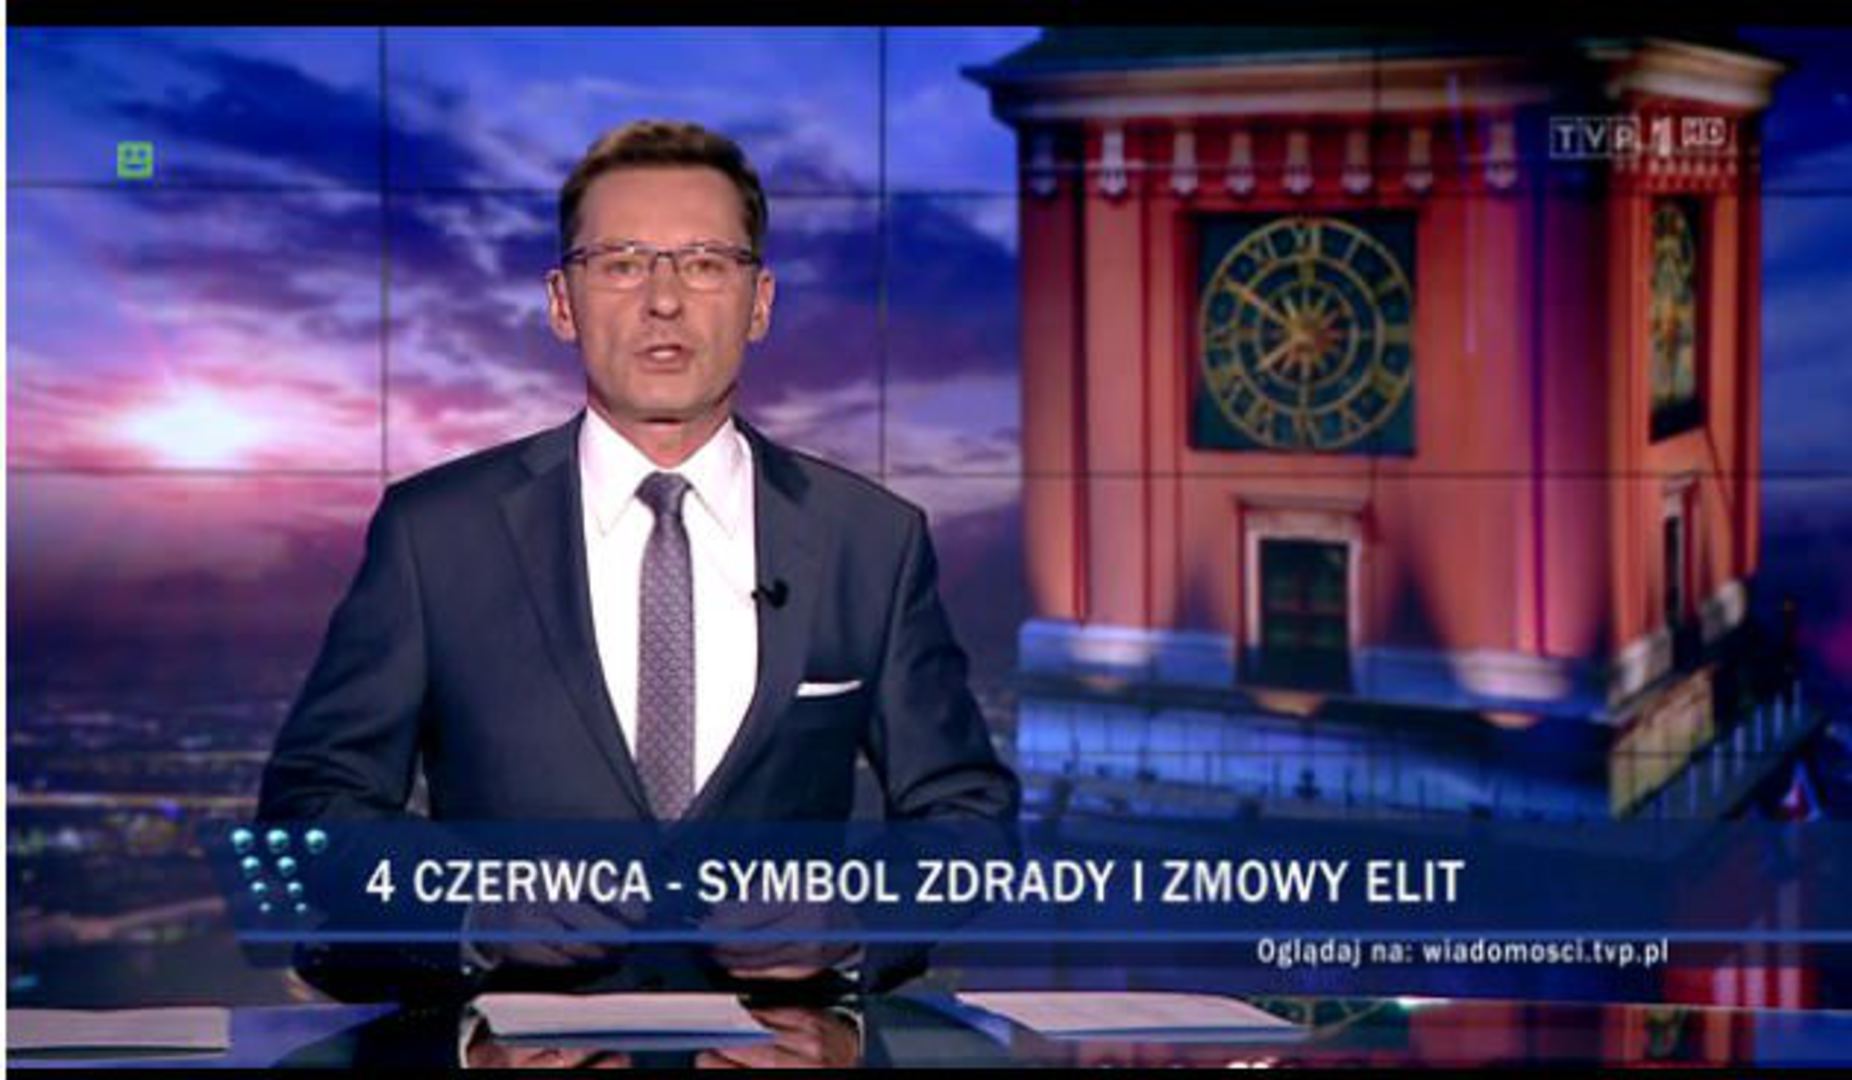 TVP 1 HD
4 CZERWCA - SYMBOL ZDRADY I ZMOWY ELIT
Oglądaj na: wiadomosci.tvp.pl